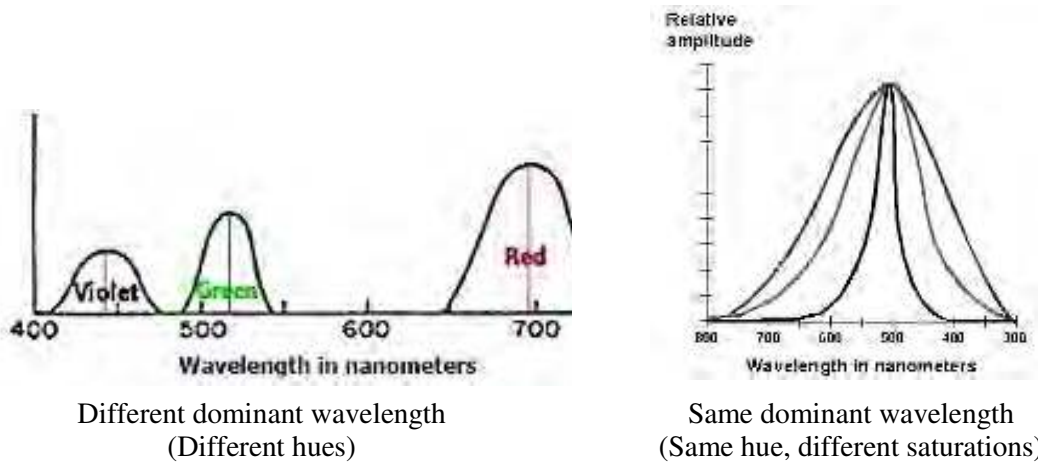 Relative
amplitude
Violet
Green
Red
400 500 600 700
Wavelength in nanometers
800 700 600 500 400 300
Wavelength in nanometers
Different dominant wavelength
(Different hues)
Same dominant wavelength
(Same hue, different saturations)